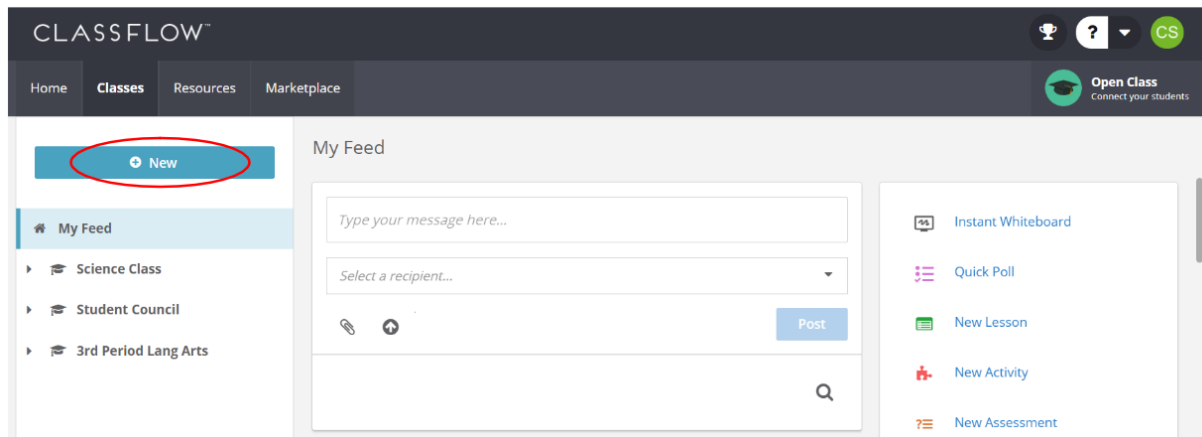 CLASSFLOW™
?
CS
Home Classes Resources Marketplace
Open Class
Connect your students
New
My Feed
Science Class
Student Council
3rd Period Lang Arts
My Feed
Type your message here...
Select a recipient...
Post
Instant Whiteboard
Quick Poll
New Lesson
New Activity
New Assessment